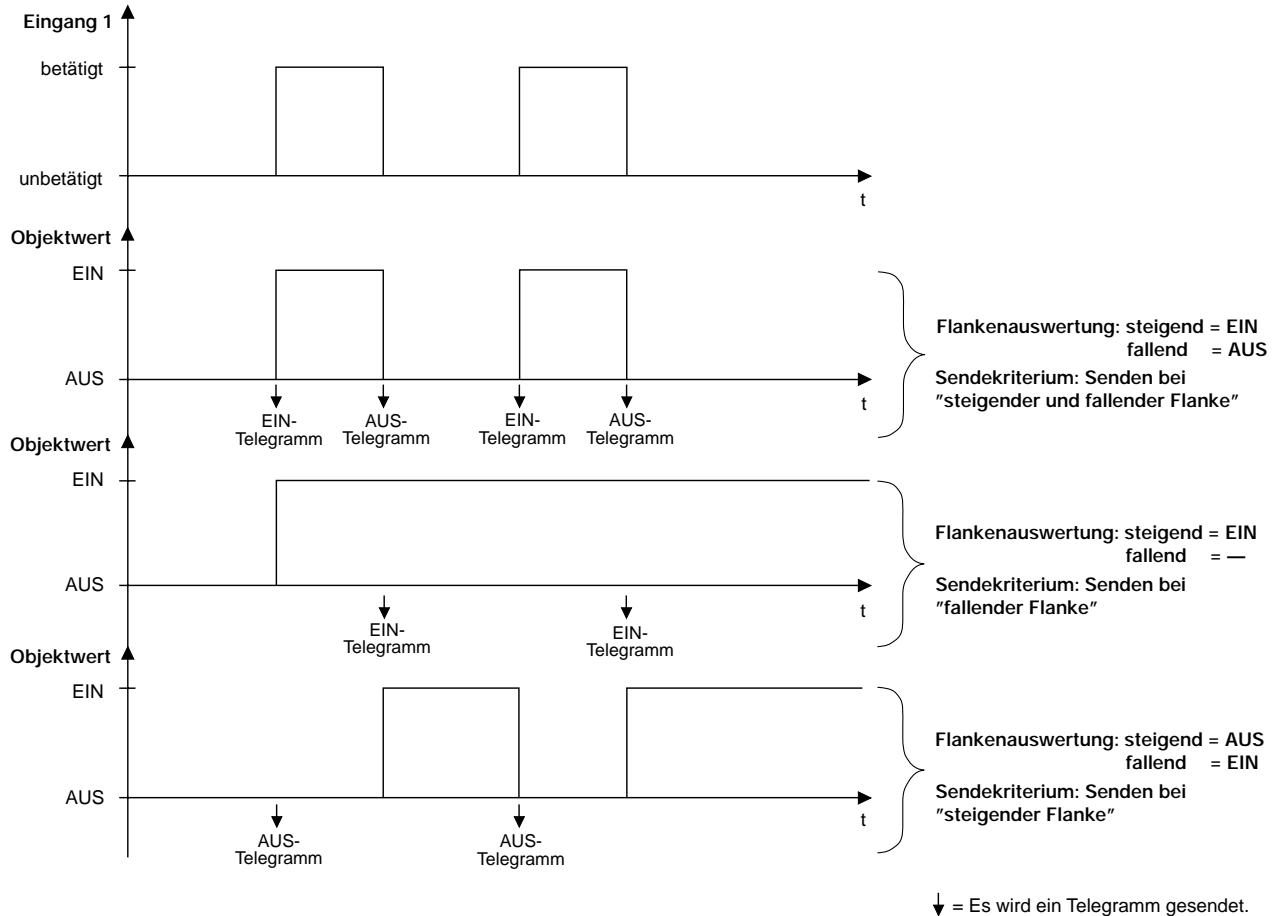 Eingang 1
betätigt
unbetätigt
t
Objektwert
EIN
AUS
t
EIN-
Telegramm
AUS-
Telegramm
EIN-
Telegramm
AUS-
Telegramm
Flankenauswertung: steigend = EIN
fallend = AUS
Sendekriterium: Senden bei
"steigender und fallender Flanke"
Objektwert
EIN
AUS
t
EIN-
Telegramm
EIN-
Telegramm
Flankenauswertung: steigend = EIN
fallend = —
Sendekriterium: Senden bei
"fallender Flanke"
Objektwert
EIN
AUS
t
AUS-
Telegramm
AUS-
Telegramm
Flankenauswertung: steigend = AUS
fallend = EIN
Sendekriterium: Senden bei
"steigender Flanke"
= Es wird ein Telegramm gesendet.